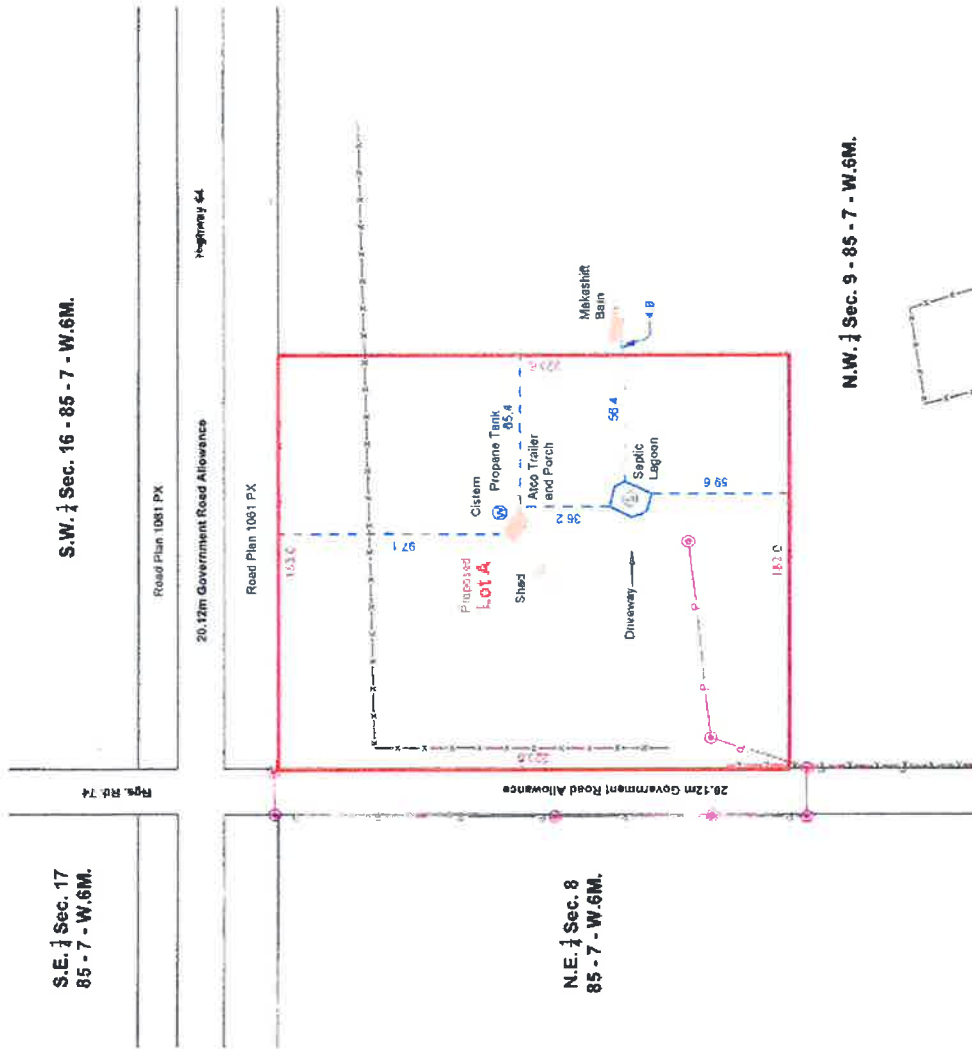 S.W. ¼ Sec. 16 - 85 - 7 - W.6M.
Road Plan 1061 PX
20.12m Government Road Allowance
Highway 64
Road Plan 1061 PX
S.E. ¼ Sec. 17
85 - 7 - W.6M.
Rge. Rd. 74
20.12m Government Road Allowance
N.E. ¼ Sec. 8
85 - 7 - W.6M.
97.1
Proposed
Lot A
Shed
Cistern
W
Propane Tank
85.4
Atco Trailer
and Porch
36.2
Septic
Lagoon
56.4
59.6
Driveway
Makeshift
Barn
4.8
N.W. ¼ Sec. 9 - 85 - 7 - W.6M.